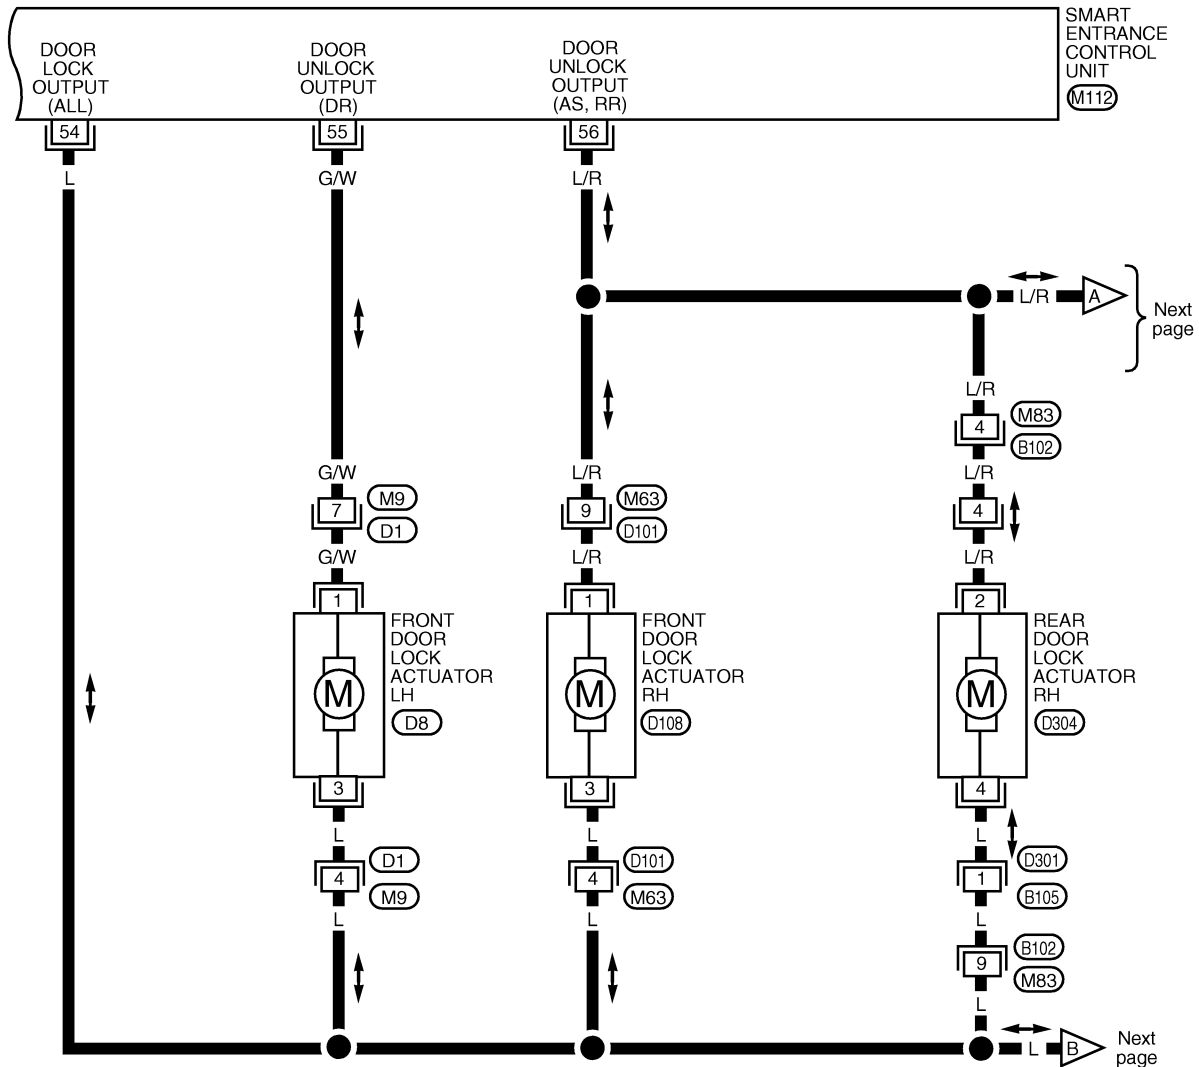 SMART
ENTRANCE
CONTROL
UNIT
M112
DOOR
LOCK
OUTPUT
(ALL)
DOOR
UNLOCK
OUTPUT
(DR)
DOOR
UNLOCK
OUTPUT
(AS, RR)
54
55
56
L
G/W
L/R
L/R
A
Next
page
L/R
4
M83
B102
G/W
L/R
L/R
7
M9
D1
9
M63
D101
4
G/W
L/R
L/R
1
1
2
FRONT
DOOR
LOCK
ACTUATOR
LH
D8
M
FRONT
DOOR
LOCK
ACTUATOR
RH
D108
M
REAR
DOOR
LOCK
ACTUATOR
RH
D304
M
3
3
4
L
L
L
4
D1
M9
4
D101
M63
1
D301
B105
L
L
L
9
B102
M83
L
L
B
Next
page